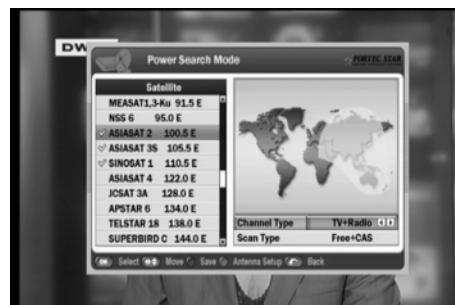 DW
Power Search Mode
FORTEC STAR
Satellite
MEASAT1,3-Ku 91.5 E
NSS 6 95.0 E
ASIASAT 2 100.5 E
ASIASAT 3S 105.5 E
SINOSAT 1 110.5 E
ASIASAT 4 122.0 E
JCSAT 3A 128.0 E
APSTAR 6 134.0 E
TELSTAR 18 138.0 E
SUPERBIRD C 144.0 E
Channel Type TV+Radio
Scan Type Free+CAS
OK Select Move Save Antenna Setup Back